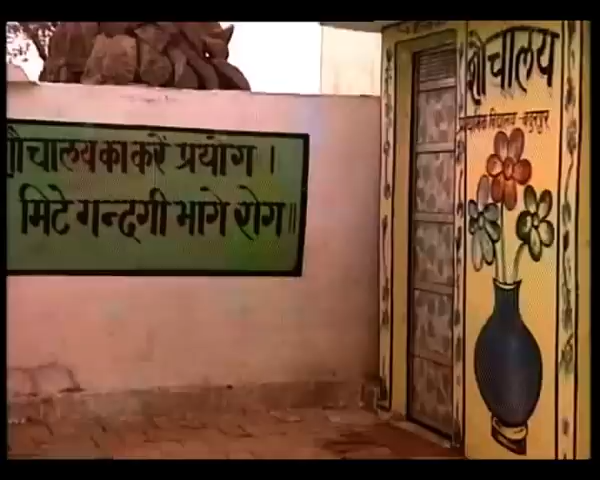 शौचालय का करें प्रयोग ।
मिटे गन्दगी भागे रोग ॥
शौचालय